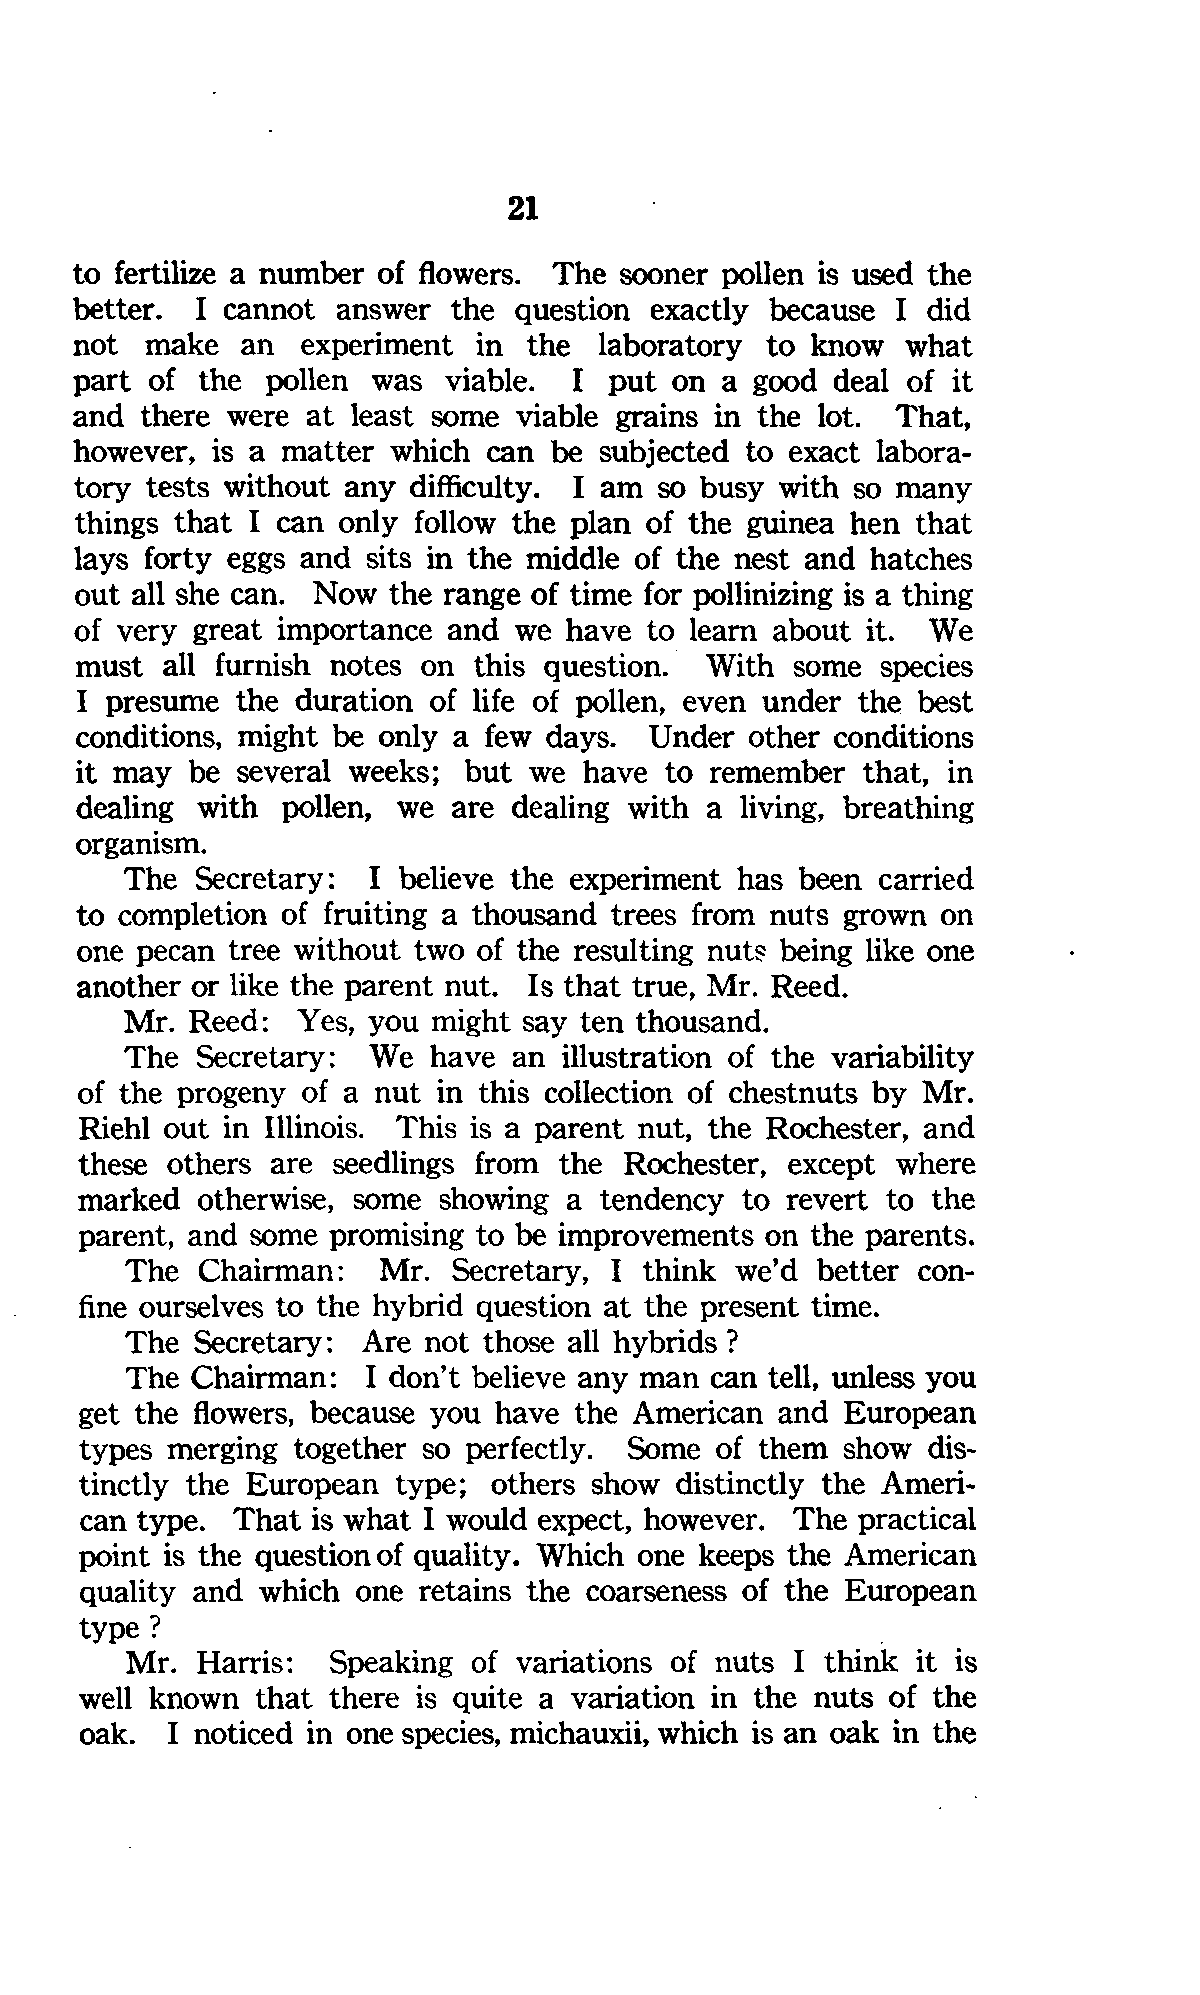 21
to fertilize a number of flowers. The sooner pollen is used the
better. I cannot answer the question exactly because I did
not make an experiment in the laboratory to know what
part of the pollen was viable. I put on a good deal of it
and there were at least some viable grains in the lot. That,
however, is a matter which can be subjected to exact labora-
tory tests without any difficulty. I am so busy with so many
things that I can only follow the plan of the guinea hen that
lays forty eggs and sits in the middle of the nest and hatches
out all she can. Now the range of time for pollinizing is a thing
of very great importance and we have to learn about it. We
must all furnish notes on this question. With some species
I presume the duration of life of pollen, even under the best
conditions, might be only a few days. Under other conditions
it may be several weeks; but we have to remember that, in
dealing with pollen, we are dealing with a living, breathing
organism.
The Secretary: I believe the experiment has been carried
to completion of fruiting a thousand trees from nuts grown on
one pecan tree without two of the resulting nuts being like one
another or like the parent nut. Is that true, Mr. Reed.
Mr. Reed: Yes, you might say ten thousand.
The Secretary: We have an illustration of the variability
of the progeny of a nut in this collection of chestnuts by Mr.
Riehl out in Illinois. This is a parent nut, the Rochester, and
these others are seedlings from the Rochester, except where
marked otherwise, some showing a tendency to revert to the
parent, and some promising to be improvements on the parents.
The Chairman: Mr. Secretary, I think we'd better con-
fine ourselves to the hybrid question at the present time.
The Secretary: Are not those all hybrids ?
The Chairman: I don't believe any man can tell, unless you
get the flowers, because you have the American and European
types merging together so perfectly. Some of them show dis-
tinctly the European type; others show distinctly the Ameri-
can type. That is what I would expect, however. The practical
point is the question of quality. Which one keeps the American
quality and which one retains the coarseness of the European
type ?
Mr. Harris: Speaking of variations of nuts I think it is
well known that there is quite a variation in the nuts of the
oak. I noticed in one species, michauxii, which is an oak in the